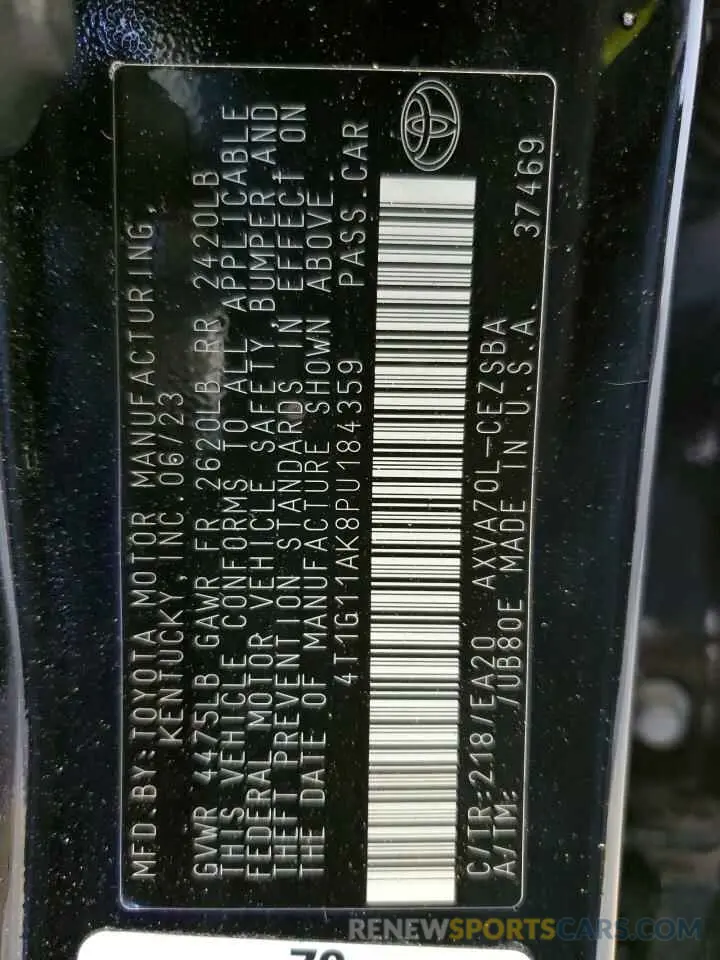 MFD. BY: TOYOTA MOTOR MANUFACTURING,
KENTUCKY, INC. 06/23
GVWR 4475LB GAWR FR 2620LB RR 2420LB
THIS VEHICLE CONFORMS TO ALL APPLICABLE
FEDERAL MOTOR VEHICLE SAFETY, BUMPER AND
THEFT PREVENTION STANDARDS IN EFFECT ON
THE DATE OF MANUFACTURE SHOWN ABOVE.
4T1G11AK8PU184359 PASS. CAR
C/TR: 218/EA20 AXVA70L-CEZSBA
A/TM: /UB80E MADE IN U.S.A. 37469
RENEWSPORTSCARS.COM